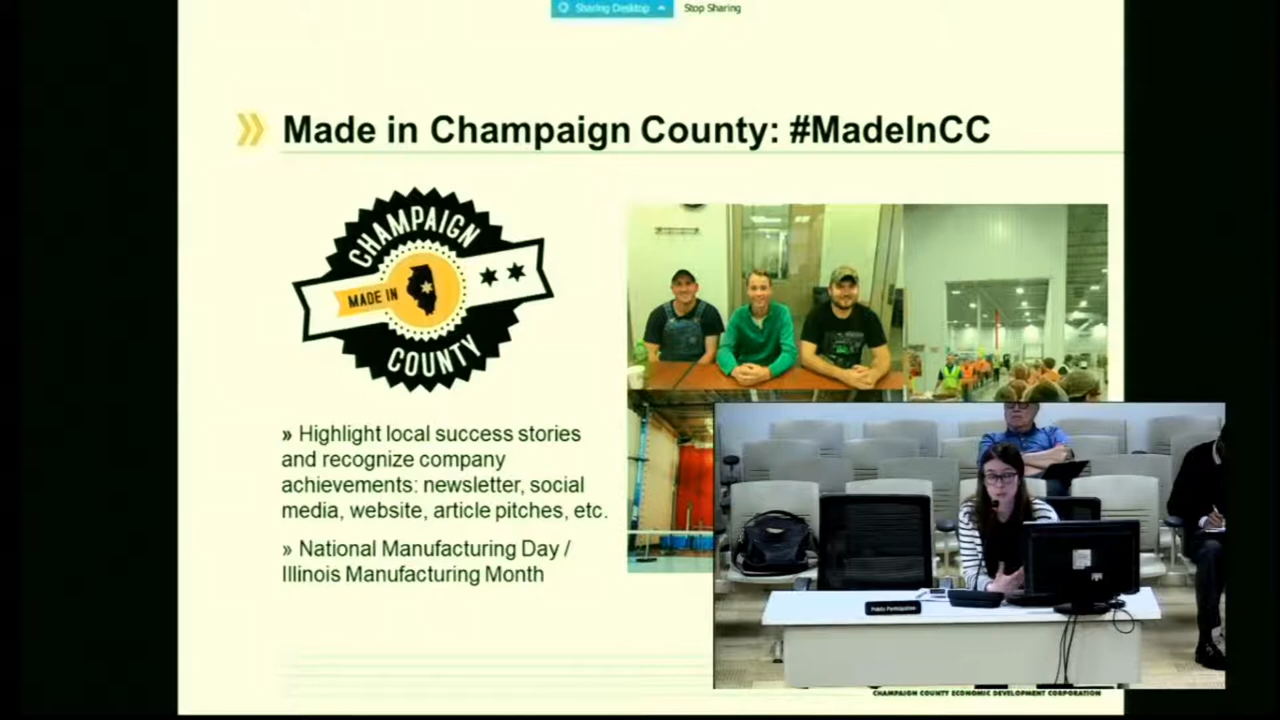 Sharing Desktop
Stop Sharing
Made in Champaign County: #MadeInCC
CHAMPAIGN
MADE IN
COUNTY
» Highlight local success stories
and recognize company
achievements: newsletter, social
media, website, article pitches, etc.
» National Manufacturing Day /
Illinois Manufacturing Month
Public Participation
CHAMPAIGN COUNTY ECONOMIC DEVELOPMENT CORPORATION